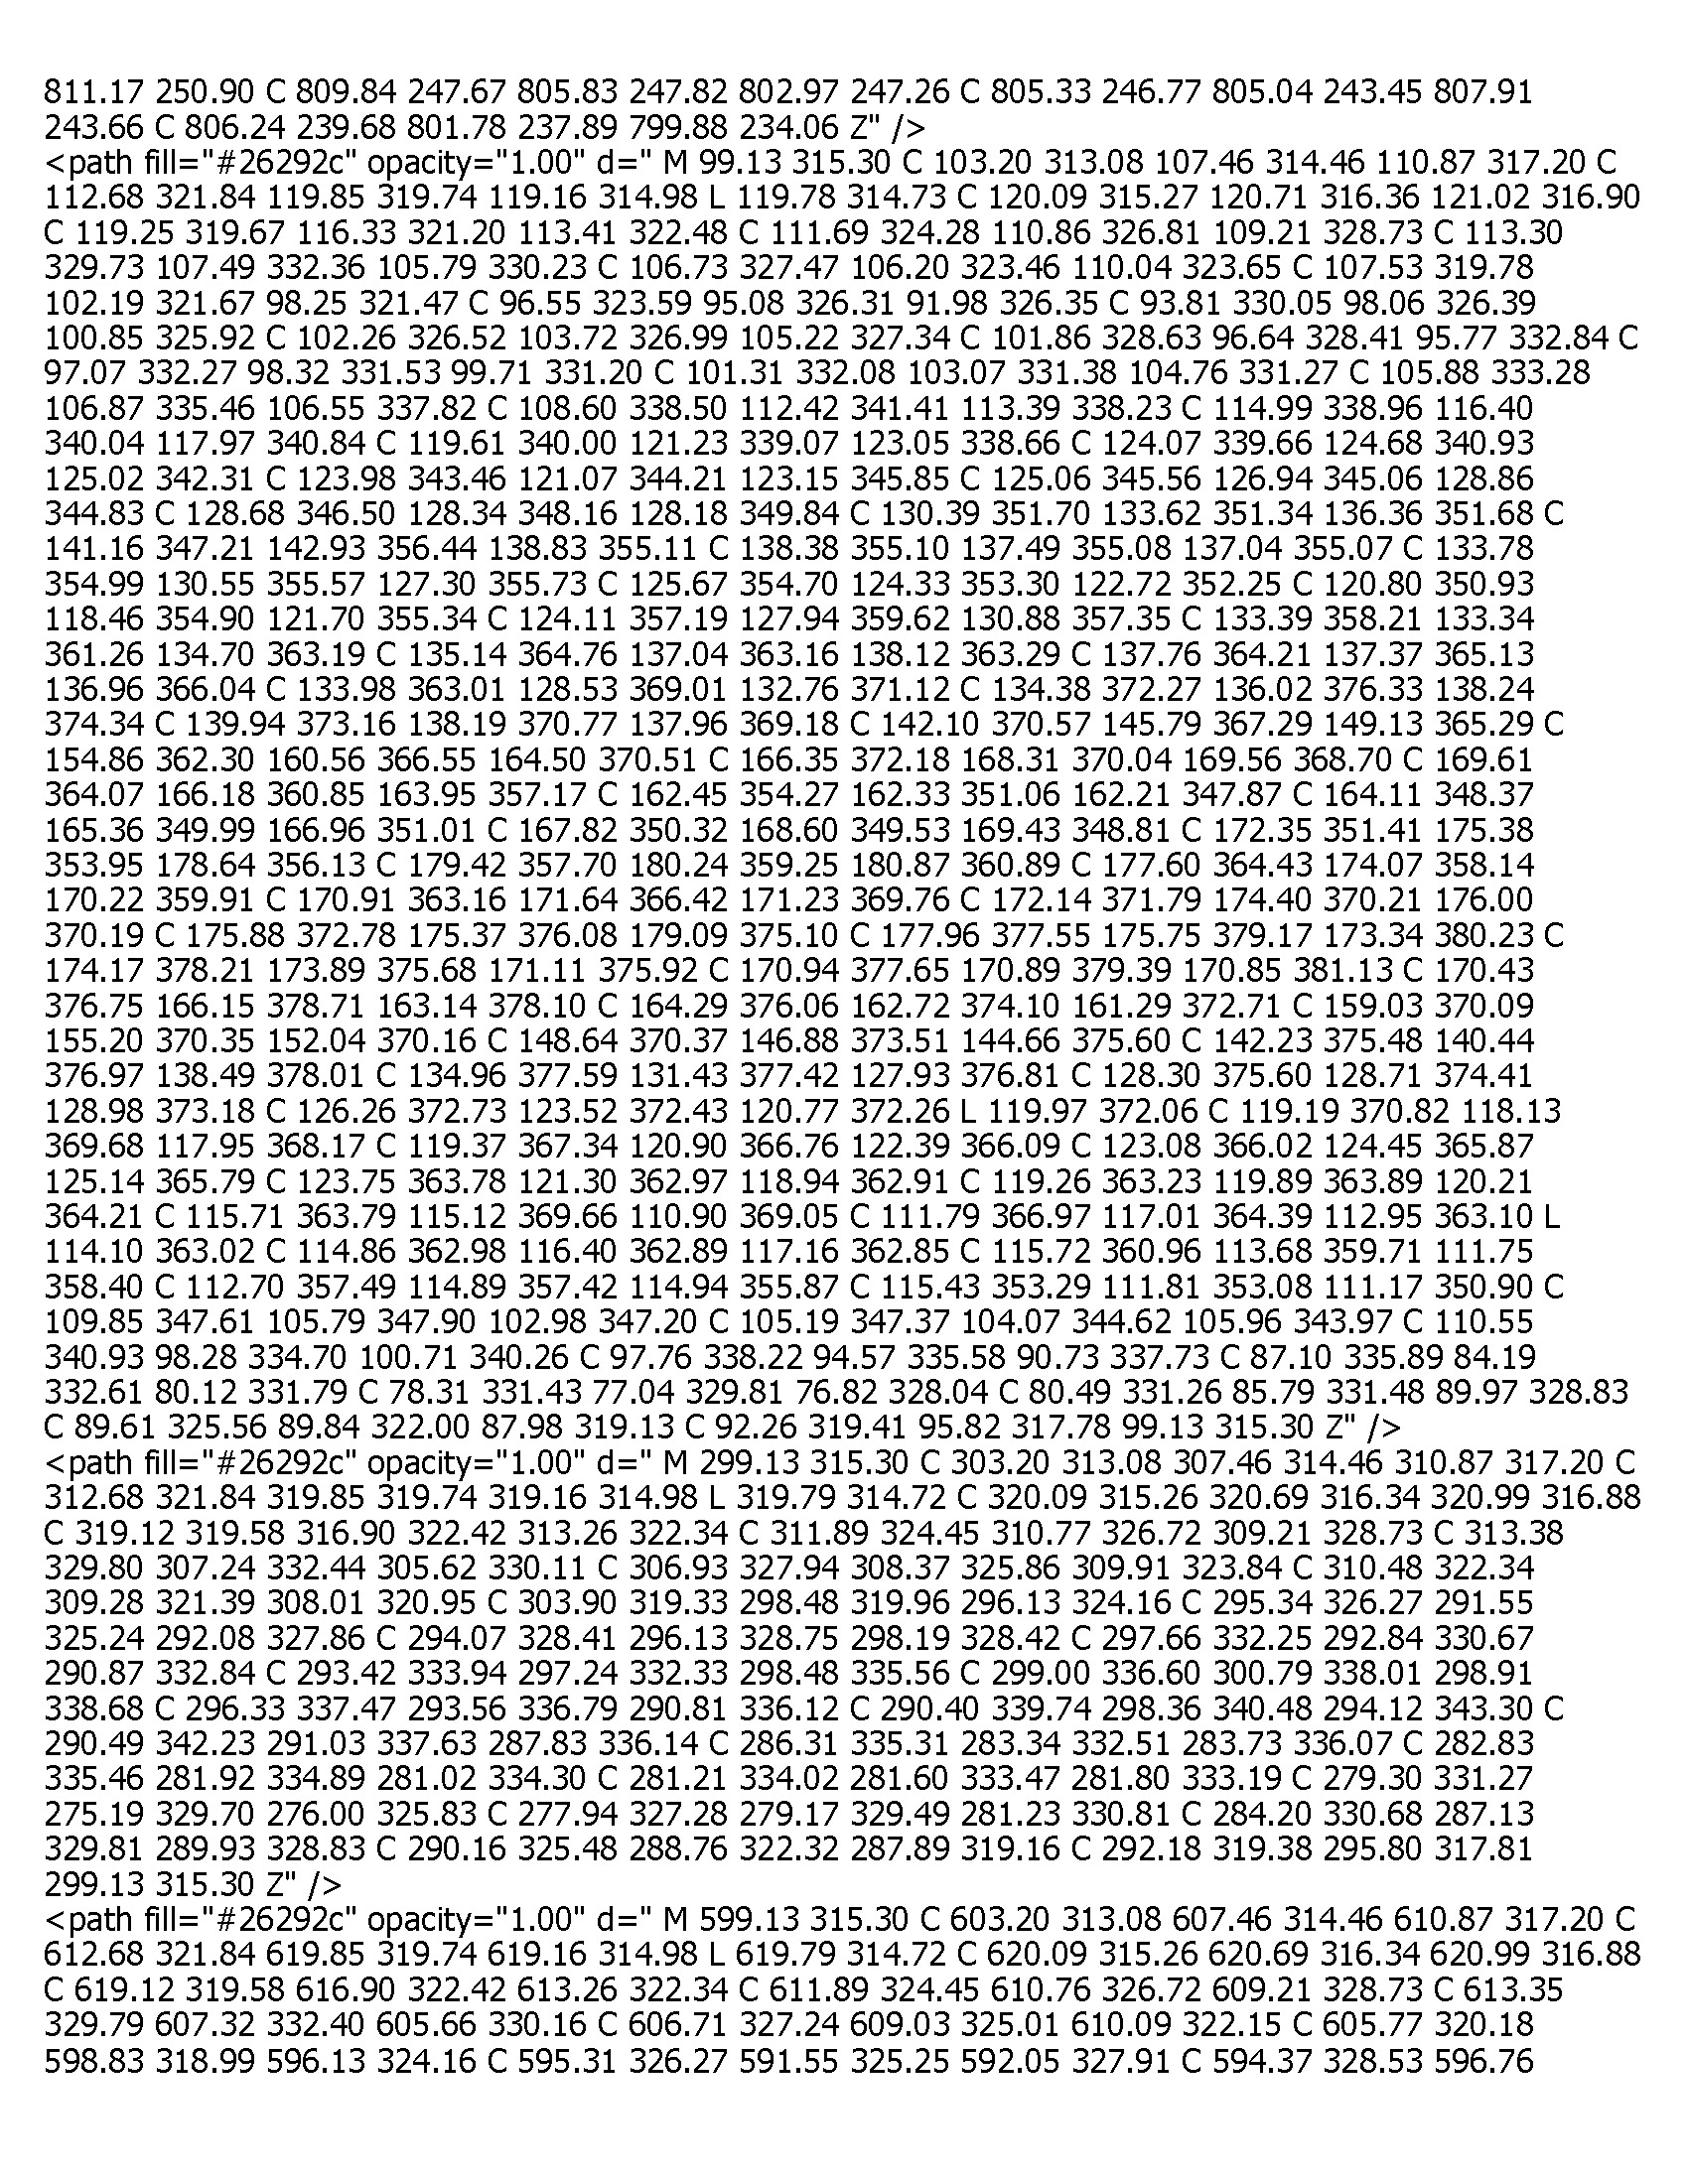 811.17 250.90 C 809.84 247.67 805.83 247.82 802.97 247.26 C 805.33 246.77 805.04 243.45 807.91
243.66 C 806.24 239.68 801.78 237.89 799.88 234.06 Z" />
<path fill="#26292c" opacity="1.00" d=" M 99.13 315.30 C 103.20 313.08 107.46 314.46 110.87 317.20 C
112.68 321.84 119.85 319.74 119.16 314.98 L 119.78 314.73 C 120.09 315.27 120.71 316.36 121.02 316.90
C 119.25 319.67 116.33 321.20 113.41 322.48 C 111.69 324.28 110.86 326.81 109.21 328.73 C 113.30
329.73 107.49 332.36 105.79 330.23 C 106.73 327.47 106.20 323.46 110.04 323.65 C 107.53 319.78
102.19 321.67 98.25 321.47 C 96.55 323.59 95.08 326.31 91.98 326.35 C 93.81 330.05 98.06 326.39
100.85 325.92 C 102.26 326.52 103.72 326.99 105.22 327.34 C 101.86 328.63 96.64 328.41 95.77 332.84 C
97.07 332.27 98.32 331.53 99.71 331.20 C 101.31 332.08 103.07 331.38 104.76 331.27 C 105.88 333.28
106.87 335.46 106.55 337.82 C 108.60 338.50 112.42 341.41 113.39 338.23 C 114.99 338.96 116.40
340.04 117.97 340.84 C 119.61 340.00 121.23 339.07 123.05 338.66 C 124.07 339.66 124.68 340.93
125.02 342.31 C 123.98 343.46 121.07 344.21 123.15 345.85 C 125.06 345.56 126.94 345.06 128.86
344.83 C 128.68 346.50 128.34 348.16 128.18 349.84 C 130.39 351.70 133.62 351.34 136.36 351.68 C
141.16 347.21 142.93 356.44 138.83 355.11 C 138.38 355.10 137.49 355.08 137.04 355.07 C 133.78
354.99 130.55 355.57 127.30 355.73 C 125.67 354.70 124.33 353.30 122.72 352.25 C 120.80 350.93
118.46 354.90 121.70 355.34 C 124.11 357.19 127.94 359.62 130.88 357.35 C 133.39 358.21 133.34
361.26 134.70 363.19 C 135.14 364.76 137.04 363.16 138.12 363.29 C 137.76 364.21 137.37 365.13
136.96 366.04 C 133.98 363.01 128.53 369.01 132.76 371.12 C 134.38 372.27 136.02 376.33 138.24
374.34 C 139.94 373.16 138.19 370.77 137.96 369.18 C 142.10 370.57 145.79 367.29 149.13 365.29 C
154.86 362.30 160.56 366.55 164.50 370.51 C 166.35 372.18 168.31 370.04 169.56 368.70 C 169.61
364.07 166.18 360.85 163.95 357.17 C 162.45 354.27 162.33 351.06 162.21 347.87 C 164.11 348.37
165.36 349.99 166.96 351.01 C 167.82 350.32 168.60 349.53 169.43 348.81 C 172.35 351.41 175.38
353.95 178.64 356.13 C 179.42 357.70 180.24 359.25 180.87 360.89 C 177.60 364.43 174.07 358.14
170.22 359.91 C 170.91 363.16 171.64 366.42 171.23 369.76 C 172.14 371.79 174.40 370.21 176.00
370.19 C 175.88 372.78 175.37 376.08 179.09 375.10 C 177.96 377.55 175.75 379.17 173.34 380.23 C
174.17 378.21 173.89 375.68 171.11 375.92 C 170.94 377.65 170.89 379.39 170.85 381.13 C 170.43
376.75 166.15 378.71 163.14 378.10 C 164.29 376.06 162.72 374.10 161.29 372.71 C 159.03 370.09
155.20 370.35 152.04 370.16 C 148.64 370.37 146.88 373.51 144.66 375.60 C 142.23 375.48 140.44
376.97 138.49 378.01 C 134.96 377.59 131.43 377.42 127.93 376.81 C 128.30 375.60 128.71 374.41
128.98 373.18 C 126.26 372.73 123.52 372.43 120.77 372.26 L 119.97 372.06 C 119.19 370.82 118.13
369.68 117.95 368.17 C 119.37 367.34 120.90 366.76 122.39 366.09 C 123.08 366.02 124.45 365.87
125.14 365.79 C 123.75 363.78 121.30 362.97 118.94 362.91 C 119.26 363.23 119.89 363.89 120.21
364.21 C 115.71 363.79 115.12 369.66 110.90 369.05 C 111.79 366.97 117.01 364.39 112.95 363.10 L
114.10 363.02 C 114.86 362.98 116.40 362.89 117.16 362.85 C 115.72 360.96 113.68 359.71 111.75
358.40 C 112.70 357.49 114.89 357.42 114.94 355.87 C 115.43 353.29 111.81 353.08 111.17 350.90 C
109.85 347.61 105.79 347.90 102.98 347.20 C 105.19 347.37 104.07 344.62 105.96 343.97 C 110.55
340.93 98.28 334.70 100.71 340.26 C 97.76 338.22 94.57 335.58 90.73 337.73 C 87.10 335.89 84.19
332.61 80.12 331.79 C 78.31 331.43 77.04 329.81 76.82 328.04 C 80.49 331.26 85.79 331.48 89.97 328.83
C 89.61 325.56 89.84 322.00 87.98 319.13 C 92.26 319.41 95.82 317.78 99.13 315.30 Z" />
<path fill="#26292c" opacity="1.00" d=" M 299.13 315.30 C 303.20 313.08 307.46 314.46 310.87 317.20 C
312.68 321.84 319.85 319.74 319.16 314.98 L 319.79 314.72 C 320.09 315.26 320.69 316.34 320.99 316.88
C 319.12 319.58 316.90 322.42 313.26 322.34 C 311.89 324.45 310.77 326.72 309.21 328.73 C 313.38
329.80 307.24 332.44 305.62 330.11 C 306.93 327.94 308.37 325.86 309.91 323.84 C 310.48 322.34
309.28 321.39 308.01 320.95 C 303.90 319.33 298.48 319.96 296.13 324.16 C 295.34 326.27 291.55
325.24 292.08 327.86 C 294.07 328.41 296.13 328.75 298.19 328.42 C 297.66 332.25 292.84 330.67
290.87 332.84 C 293.42 333.94 297.24 332.33 298.48 335.56 C 299.00 336.60 300.79 338.01 298.91
338.68 C 296.33 337.47 293.56 336.79 290.81 336.12 C 290.40 339.74 298.36 340.48 294.12 343.30 C
290.49 342.23 291.03 337.63 287.83 336.14 C 286.31 335.31 283.34 332.51 283.73 336.07 C 282.83
335.46 281.92 334.89 281.02 334.30 C 281.21 334.02 281.60 333.47 281.80 333.19 C 279.30 331.27
275.19 329.70 276.00 325.83 C 277.94 327.28 279.17 329.49 281.23 330.81 C 284.20 330.68 287.13
329.81 289.93 328.83 C 290.16 325.48 288.76 322.32 287.89 319.16 C 292.18 319.38 295.80 317.81
299.13 315.30 Z" />
<path fill="#26292c" opacity="1.00" d=" M 599.13 315.30 C 603.20 313.08 607.46 314.46 610.87 317.20 C
612.68 321.84 619.85 319.74 619.16 314.98 L 619.79 314.72 C 620.09 315.26 620.69 316.34 620.99 316.88
C 619.12 319.58 616.90 322.42 613.26 322.34 C 611.89 324.45 610.76 326.72 609.21 328.73 C 613.35
329.79 607.32 332.40 605.66 330.16 C 606.71 327.24 609.03 325.01 610.09 322.15 C 605.77 320.18
598.83 318.99 596.13 324.16 C 595.31 326.27 591.55 325.25 592.05 327.91 C 594.37 328.53 596.76